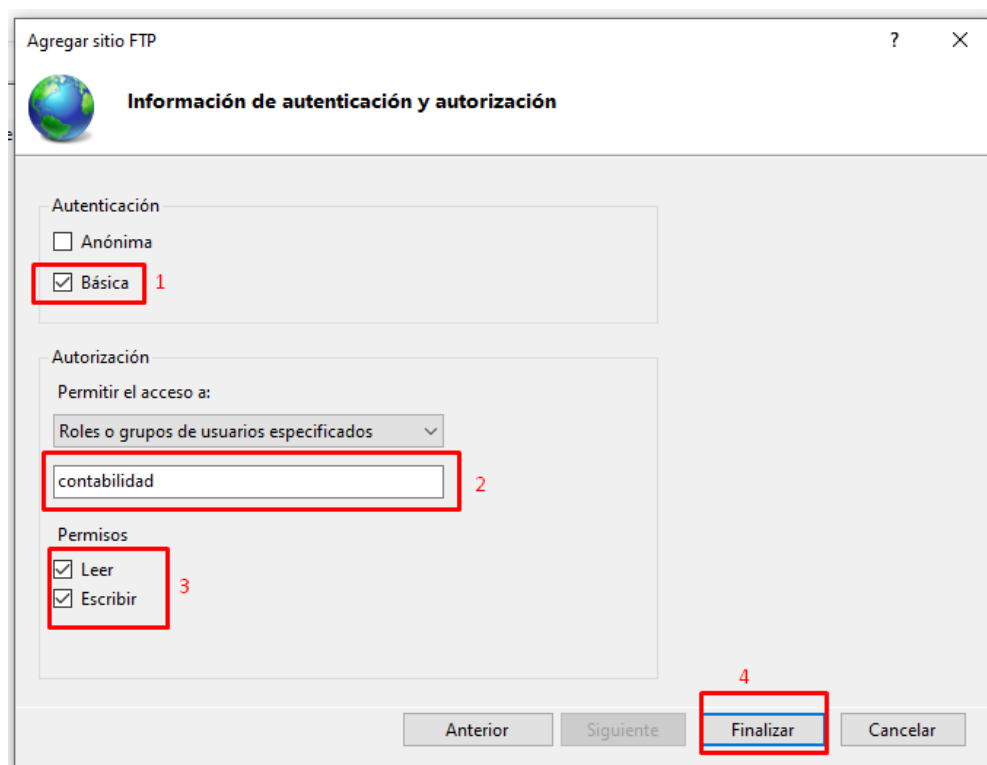 Agregar sitio FTP
?
Información de autenticación y autorización
e
Autenticación
Anónima
Básica 1
Autorización
Permitir el acceso a:
Roles o grupos de usuarios especificados
contabilidad 2
Permisos
Leer
3
Escribir
4
Anterior Siguiente Finalizar Cancelar